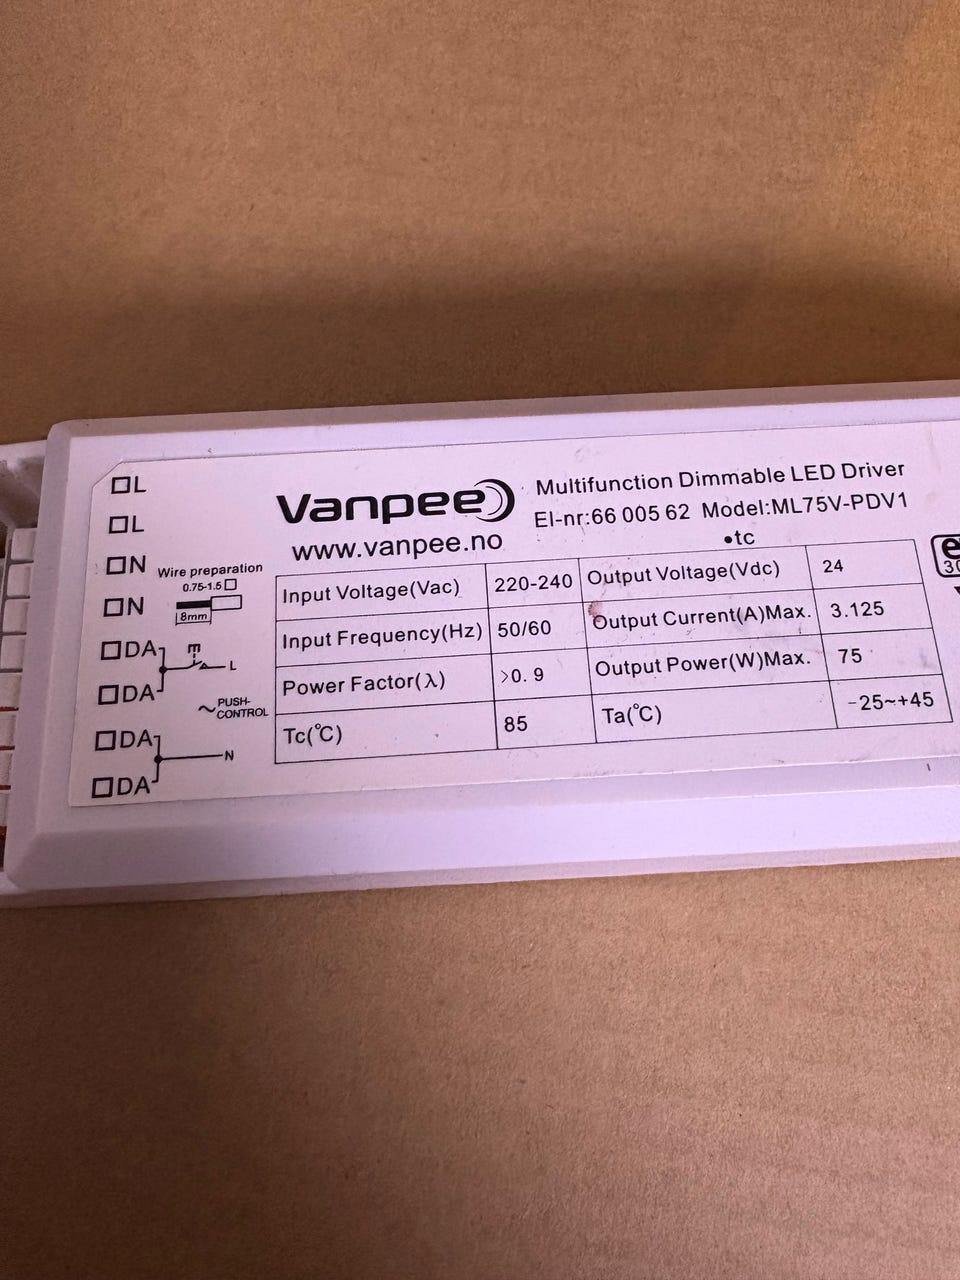 L
L
N
N
DA
DA
DA
DA
L
N
Wire preparation
0.75-1.5
8mm
PUSH-
CONTROL
Vanpee
www.vanpee.no
Multifunction Dimmable LED Driver
El-nr:66 005 62 Model:ML75V-PDV1
•tc
Input Voltage(Vac) 220-240 Output Voltage(Vdc) 24
Input Frequency(Hz) 50/60 Output Current(A)Max. 3.125
Power Factor(λ) >0.9 Output Power(W)Max. 75
Tc(℃) 85 Ta(℃) -25~+45